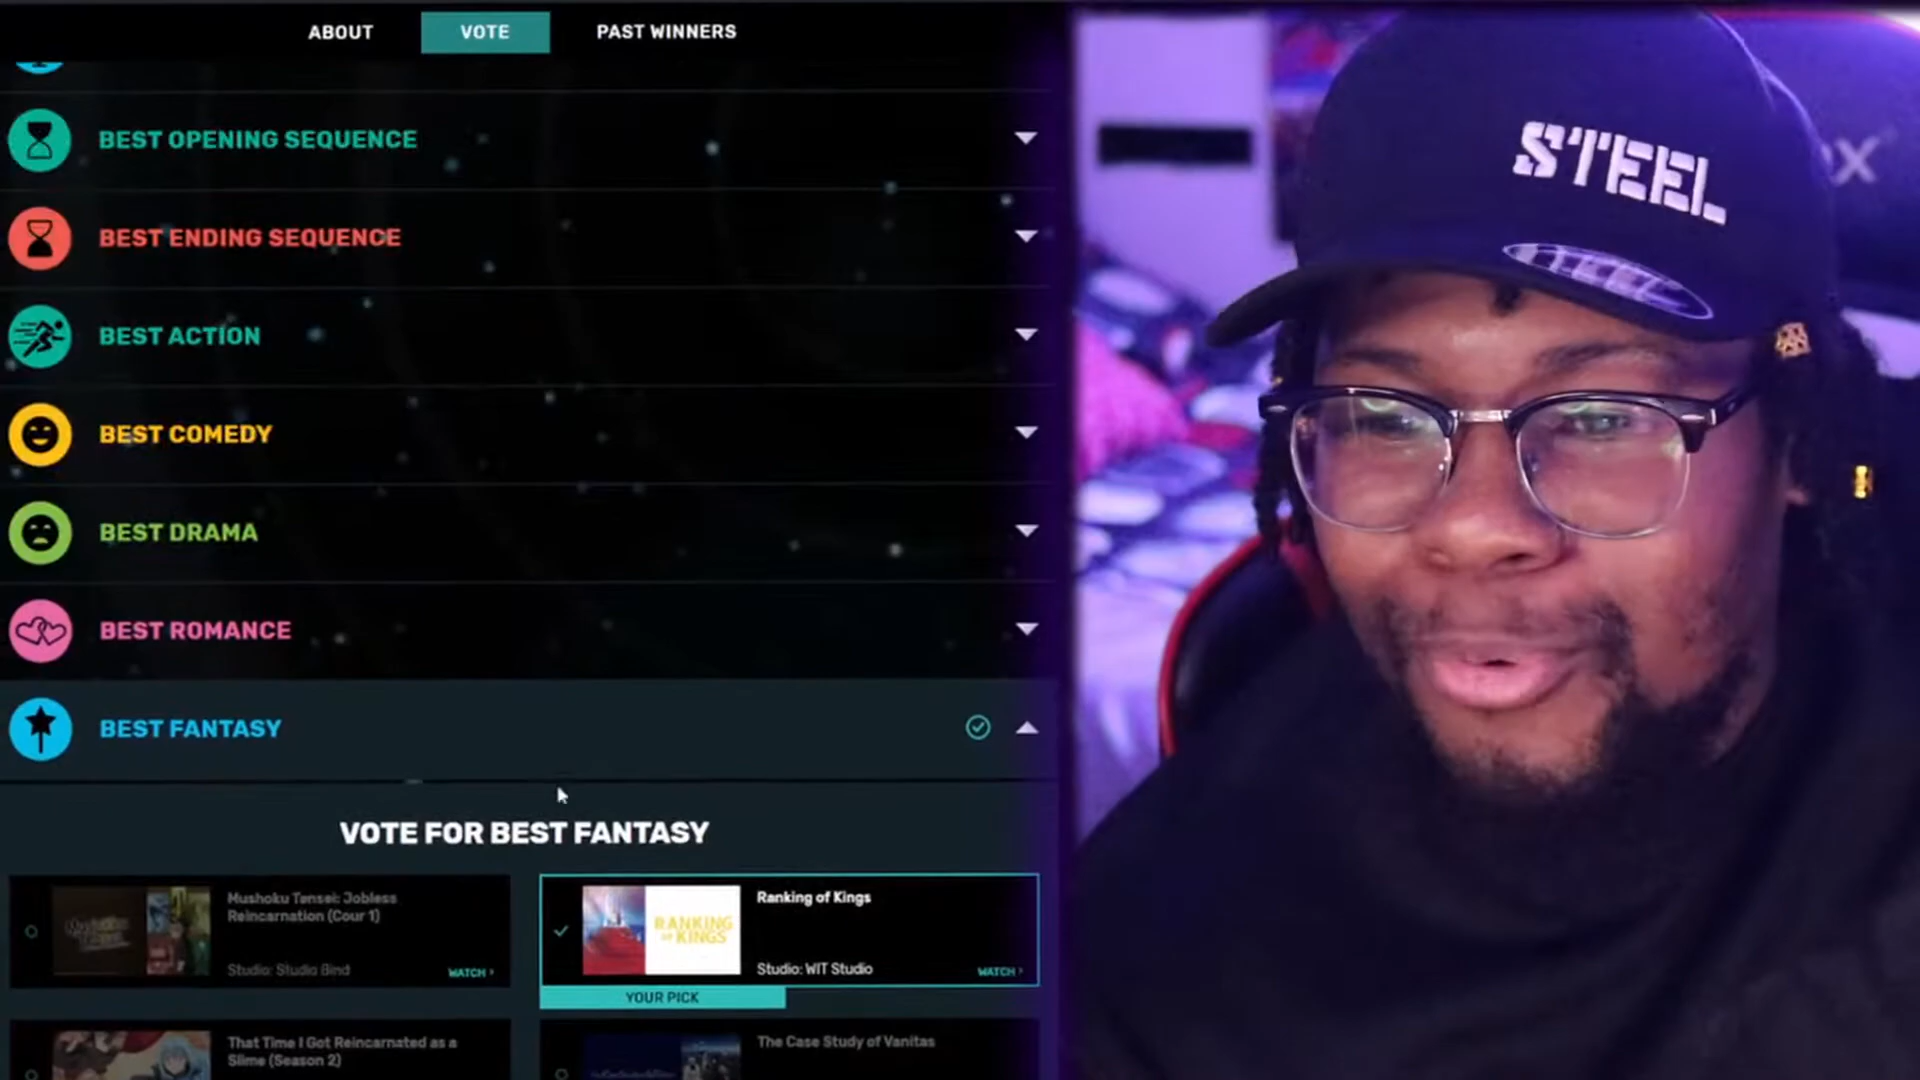 ABOUT
VOTE
PAST WINNERS
BEST OPENING SEQUENCE
BEST ENDING SEQUENCE
BEST ACTION
BEST COMEDY
BEST DRAMA
BEST ROMANCE
BEST FANTASY
VOTE FOR BEST FANTASY
Mushoku Tensei: Jobless
Reincarnation (Cour 1)
Studio: Studio Bind
WATCH
Ranking of Kings
RANKING
OF KINGS
Studio: WIT Studio
WATCH
YOUR PICK
That Time I Got Reincarnated as a
Slime (Season 2)
The Case Study of Vanitas
STEEL
X